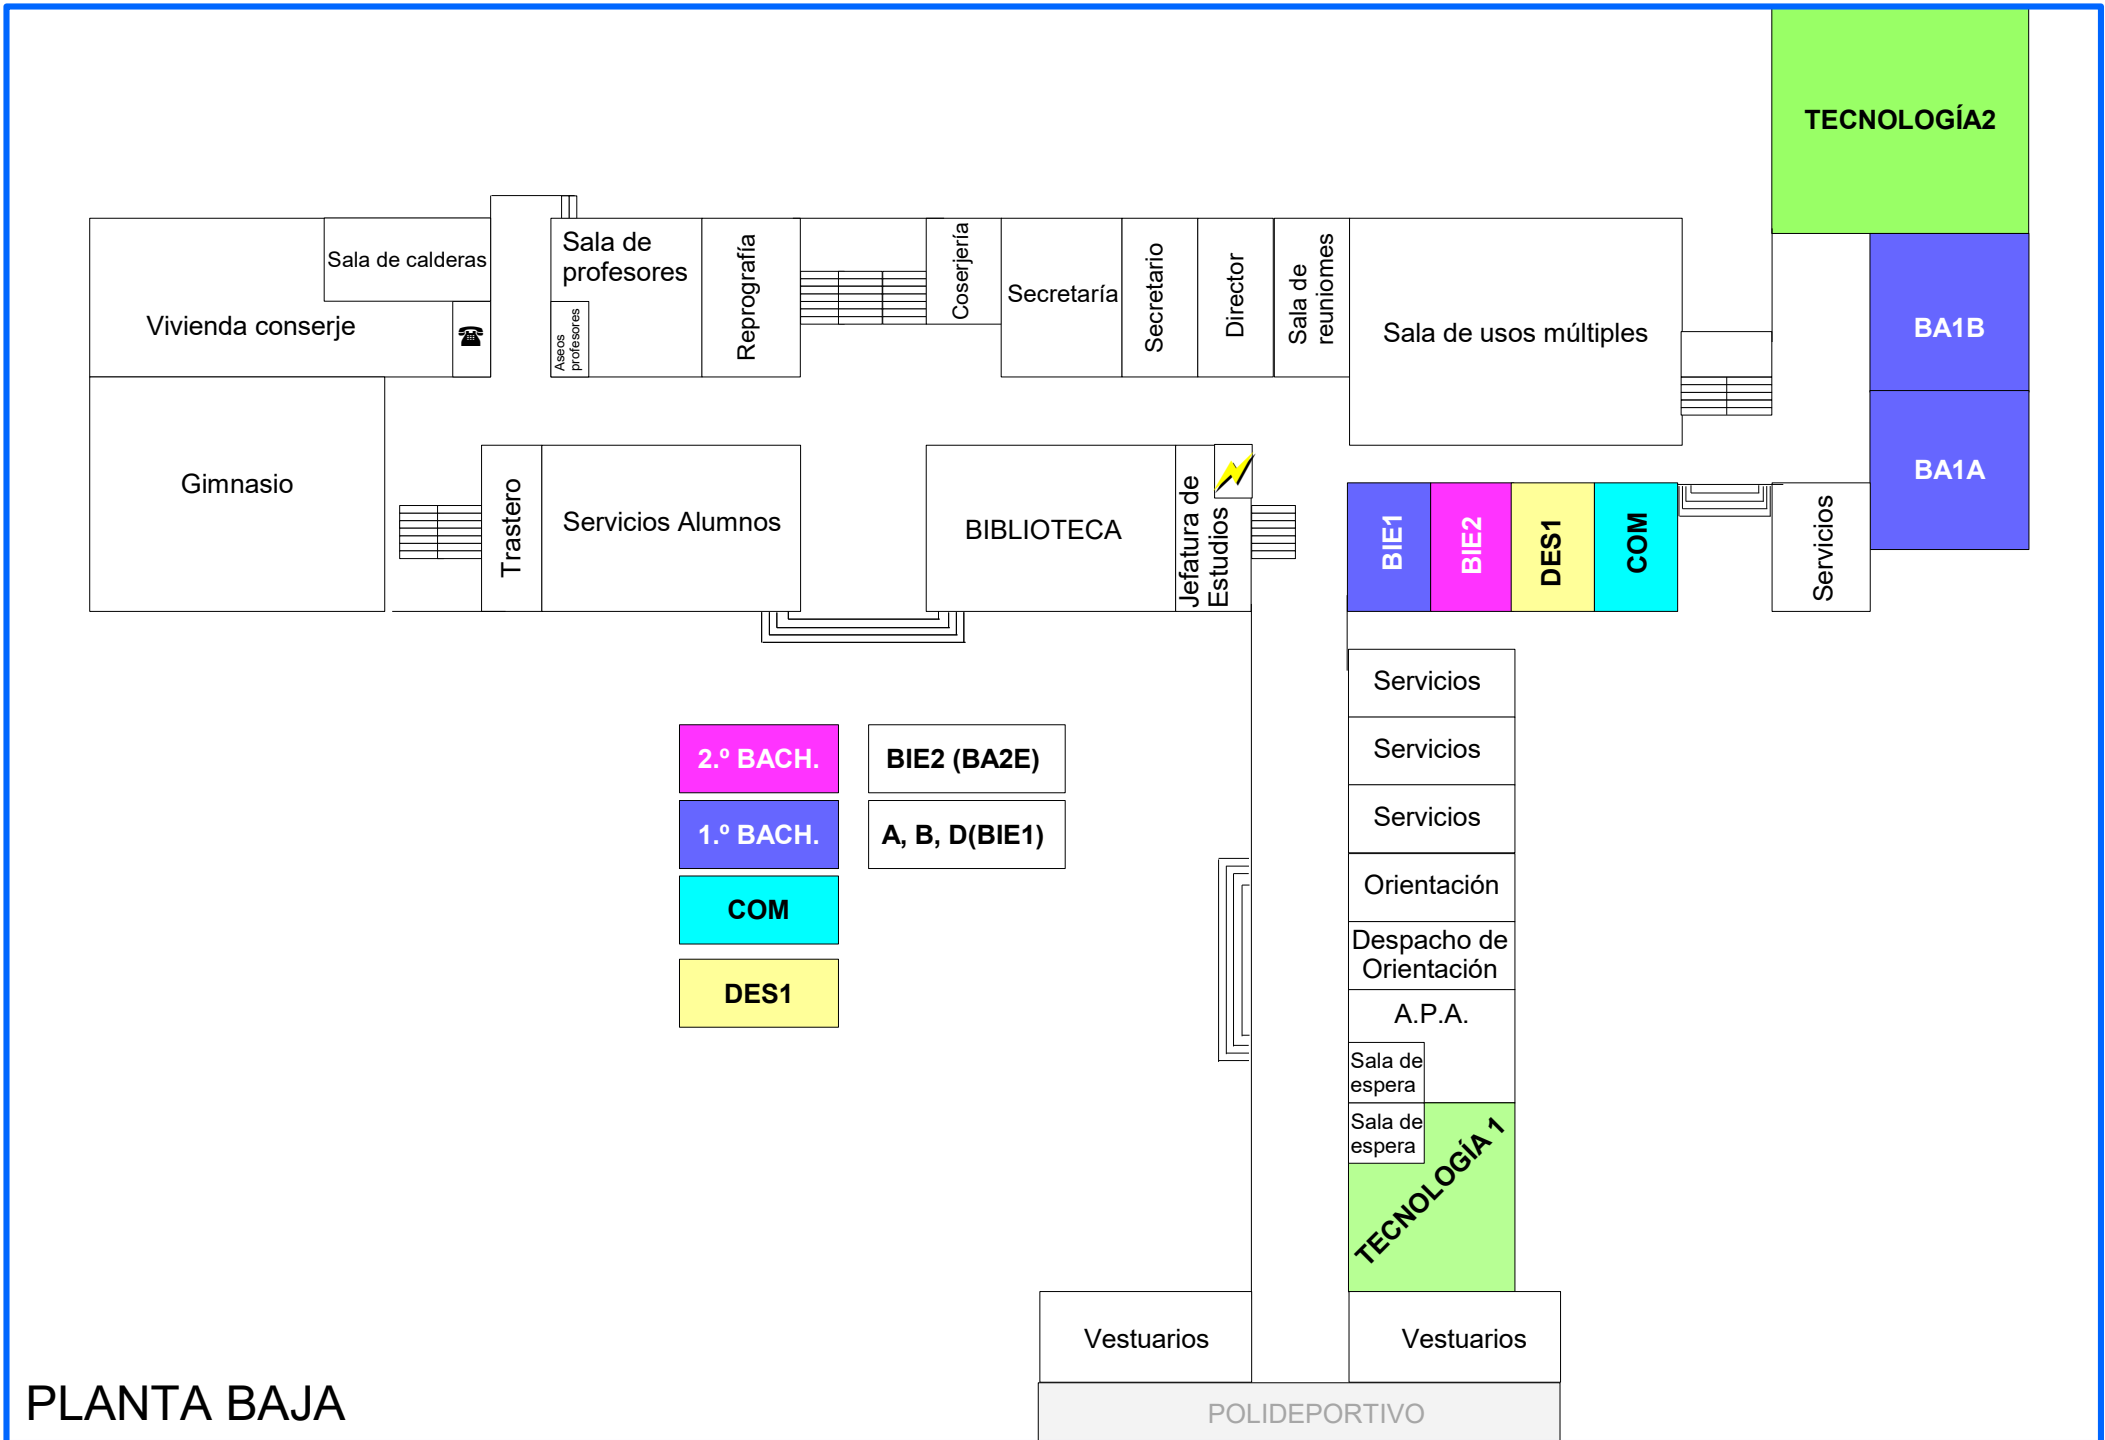 TECNOLOGÍA2
Sala de calderas
Vivienda conserje
Sala de
profesores
Aseos
profesores
Reprografía
Coserjería
Secretaría
Secretario
Director
Sala de
reuniomes
Sala de usos múltiples
BA1B
BA1A
Gimnasio
Trastero
Servicios Alumnos
BIBLIOTECA
Jefatura de
Estudios
BIE1
BIE2
DES1
COM
Servicios
Servicios
Servicios
Servicios
Orientación
Despacho de
Orientación
A.P.A.
Sala de
espera
Sala de
espera
TECNOLOGÍA 1
2.º BACH.
BIE2 (BA2E)
1.º BACH.
A, B, D(BIE1)
COM
DES1
Vestuarios
Vestuarios
POLIDEPORTIVO
PLANTA BAJA